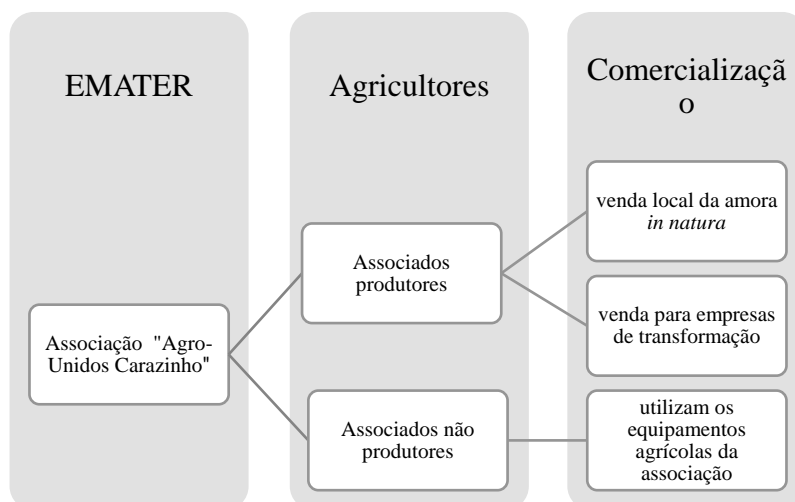 EMATER
Associação "Agro-
Unidos Carazinho"
Agricultores
Associados
produtores
Associados não
produtores
Comercializaçã
o
venda local da amora
in natura
venda para empresas
de transformação
utilizam os
equipamentos
agrícolas da
associação